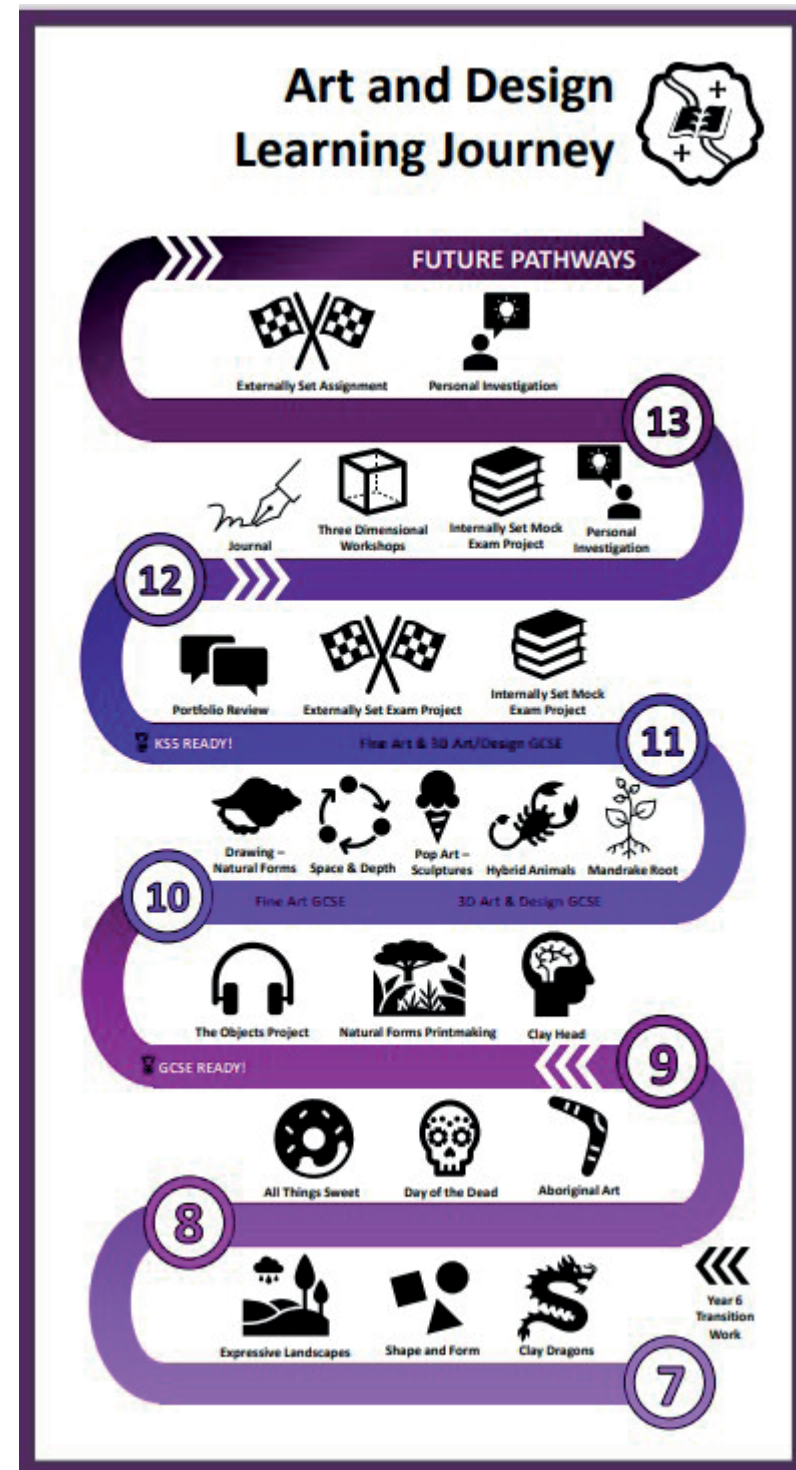 Art and Design
Learning Journey
FUTURE PATHWAYS
Externally Set Assignment
Personal Investigation
13
Journal
Three Dimensional
Workshops
Internally Set Mock
Exam Project
Personal
Investigation
12
Portfolio Review
Externally Set Exam Project
Internally Set Mock
Exam Project
KS5 READY!
Fine Art & 3D Art/Design GCSE
11
Drawing –
Natural Forms
Space & Depth
Pop Art –
Sculptures
Hybrid Animals
Mandrake Root
10
Fine Art GCSE
3D Art & Design GCSE
The Objects Project
Natural Forms Printmaking
Clay Head
GCSE READY!
9
All Things Sweet
Day of the Dead
Aboriginal Art
8
Expressive Landscapes
Shape and Form
Clay Dragons
Year 6
Transition
Work
7